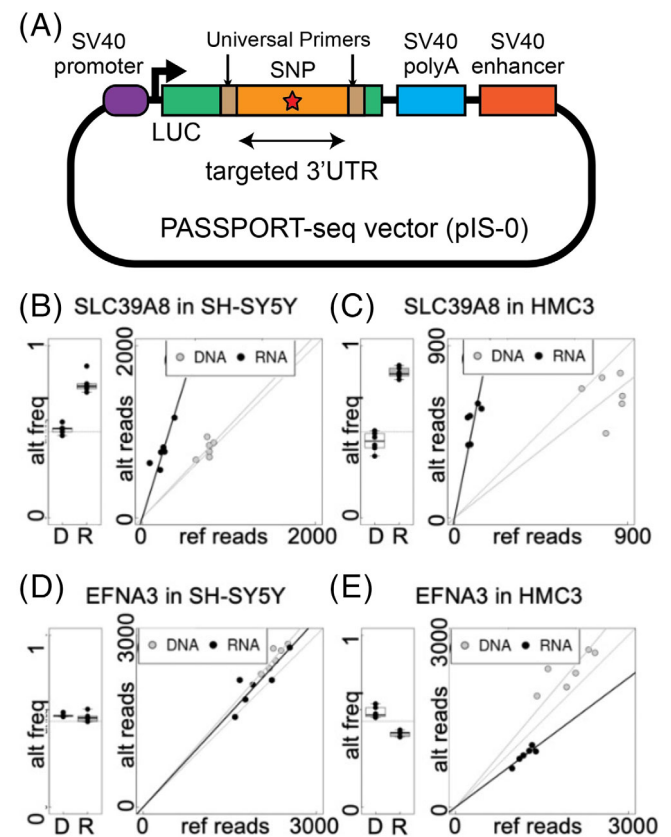 (A)
SV40
promoter
Universal Primers
SNP
SV40
polyA
SV40
enhancer
LUC
targeted 3'UTR
PASSPORT-seq vector (pIS-0)
(B) SLC39A8 in SH-SY5Y
alt freq
0
1
D R
alt reads
0
2000
DNA RNA
0
ref reads
2000
(C) SLC39A8 in HMC3
alt freq
0
1
D R
alt reads
0
900
DNA RNA
0
ref reads
900
(D) EFNA3 in SH-SY5Y
alt freq
0
1
D R
alt reads
0
3000
DNA RNA
0
ref reads
3000
(E) EFNA3 in HMC3
alt freq
0
1
D R
alt reads
0
3000
DNA RNA
0
ref reads
3000